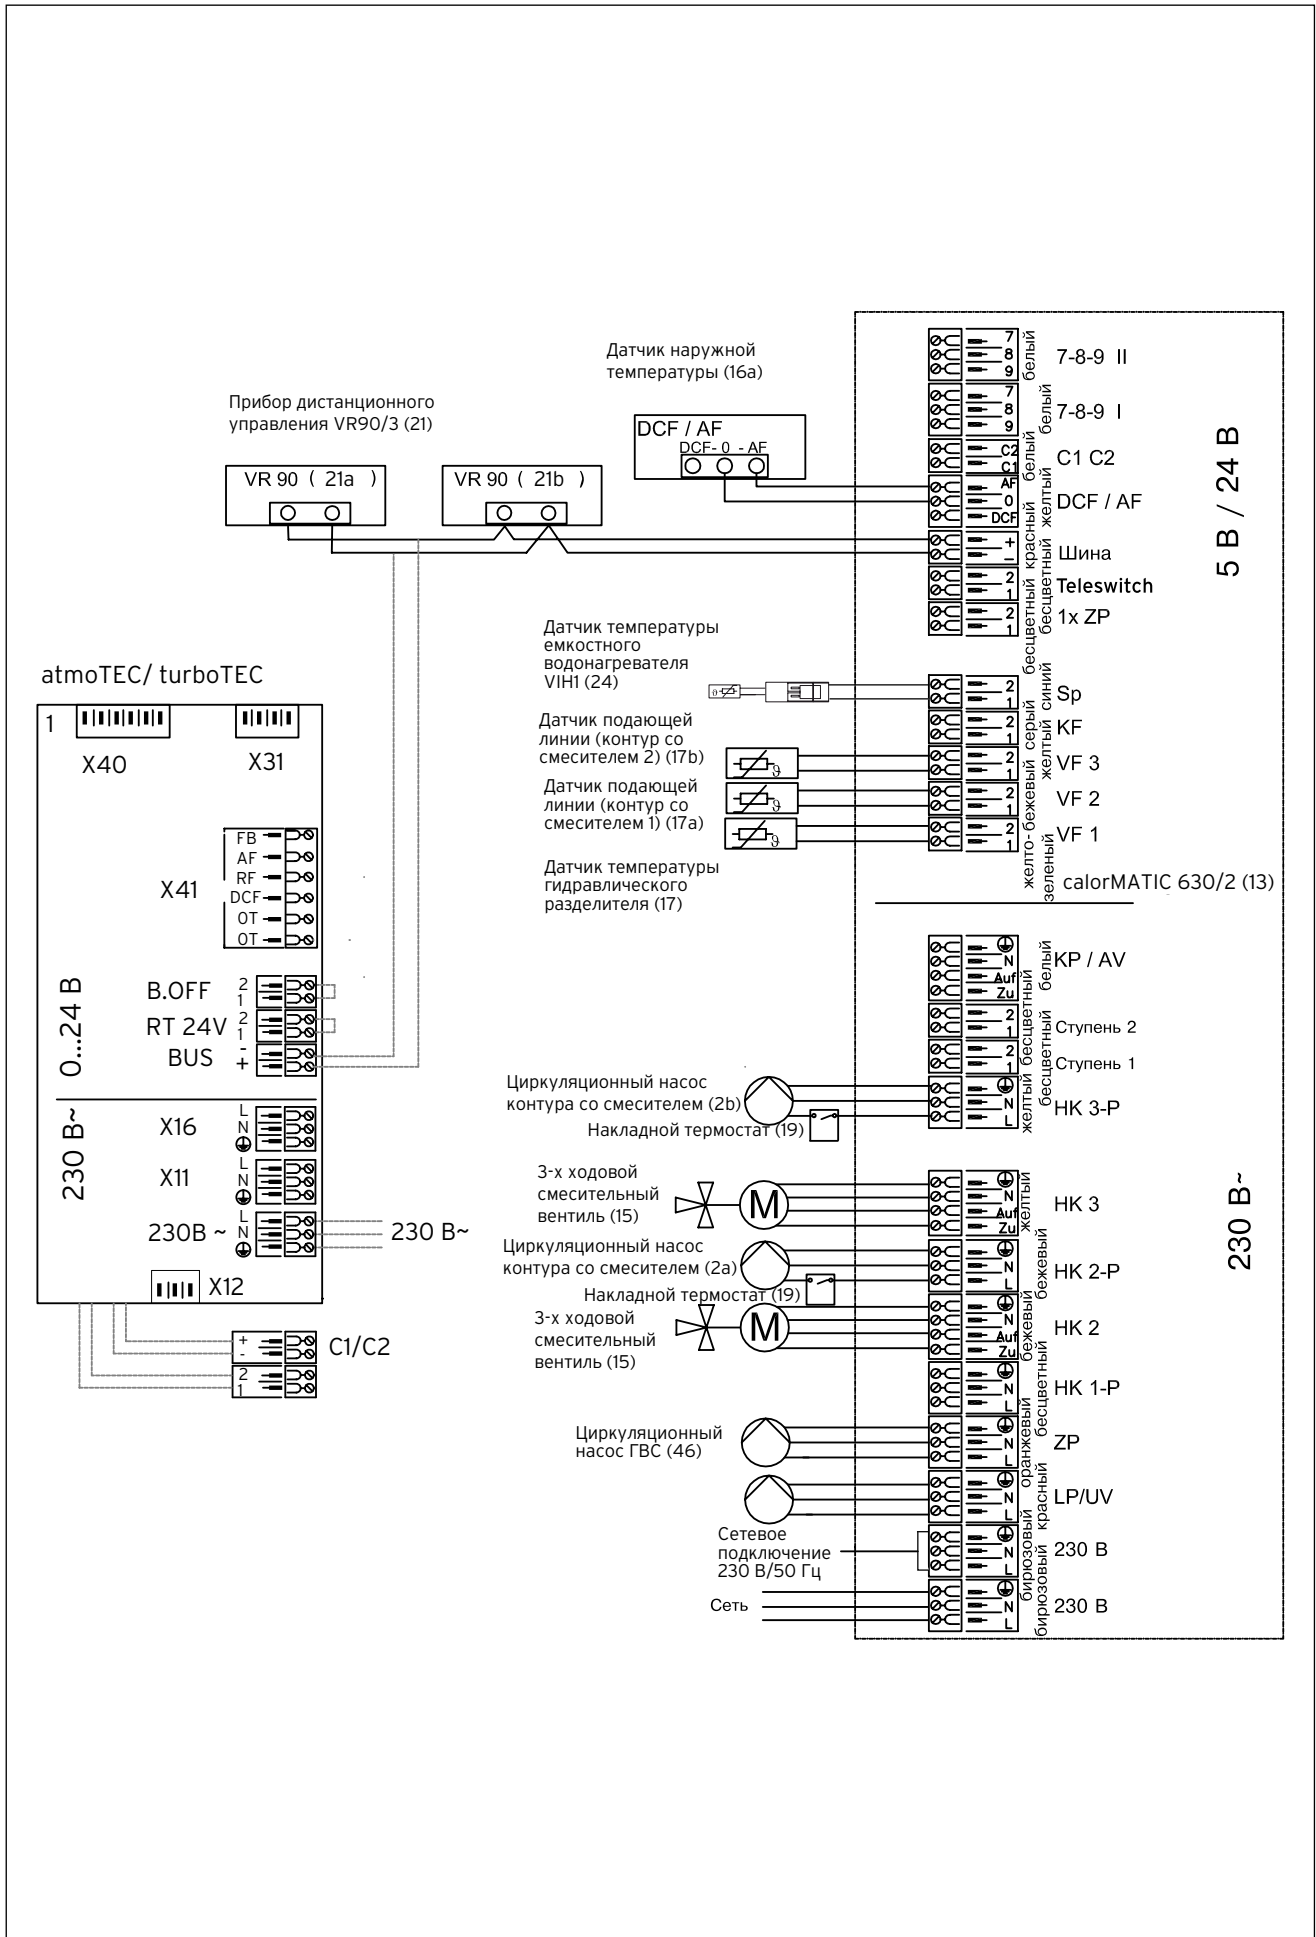 Датчик наружной
температуры (16a)
Прибор дистанционного
управления VR90/3 (21)
DCF / AF
DCF- 0 - AF
VR 90 ( 21a )
VR 90 ( 21b )
Датчик температуры
емкостного
водонагревателя
VIH1 (24)
Датчик подающей
линии (контур со
смесителем 2) (17b)
Датчик подающей
линии (контур со
смесителем 1) (17a)
Датчик температуры
гидравлического
разделителя (17)
atmoTEC/ turboTEC
1
X40
X31
X41
FB
AF
RF
DCF
OT
OT
0...24 В
B.OFF
2
1
RT 24V
2
1
BUS
-
+
230 В~
X16
L
N
X11
L
N
230В ~
L
N
230 В~
X12
+
-
C1/C2
2
1
Циркуляционный насос
контура со смесителем (2b)
Накладной термостат (19)
3-х ходовой
смесительный
вентиль (15)
M
Циркуляционный насос
контура со смесителем (2a)
Накладной термостат (19)
3-х ходовой
смесительный
вентиль (15)
M
Циркуляционный
насос ГВС (46)
Сетевое
подключение
230 В/50 Гц
Сеть
7
8
9
белый
7-8-9 II
7
8
9
белый
7-8-9 I
C2
C1
белый
C1 C2
AF
0
DCF
желтый
DCF / AF
+
-
красный
Шина
2
1
бесцветный
Teleswitch
2
1
бесцветный
1x ZP
5 В / 24 В
2
1
синий
Sp
2
1
серый
KF
2
1
желтый
VF 3
2
1
желто- бежевый
VF 2
2
1
зеленый
VF 1
calorMATIC 630/2 (13)
N
Auf
Zu
белый
KP / AV
2
1
бесцветный
Ступень 2
2
1
бесцветный
Ступень 1
N
L
желтый
HK 3-P
N
Auf
Zu
желтый
HK 3
230 В~
N
L
бежевый
HK 2-P
N
Auf
Zu
бежевый
HK 2
N
L
бесцветный
HK 1-P
N
L
оранжевый
ZP
N
L
красный
LP/UV
N
L
бирюзовый
230 В
N
L
бирюзовый
230 В